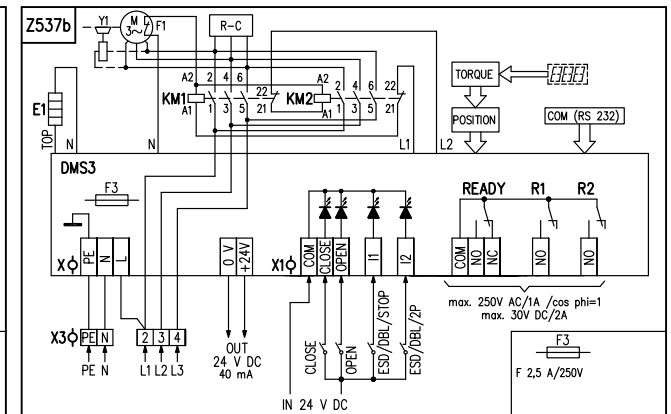 Z537b
Y1
M
3~
F1
R-C
A2
2 4 6
22
KM1
A1
1 3 5
21
A2
2 4 6
22
KM2
A1
1 3 5
21
TORQUE
POSITION
COM (RS 232)
E1
TOP
N
N
L1
L2
DMS3
F3
READY R1 R2
X
PE
N
L
0 V
+24V
X1
COM
CLOSE
OPEN
I1
I2
COM
NO
NC
NO
NO
max. 250V AC/1A /cos phi=1
max. 30V DC/2A
X3
PE N
2 3 4
PE N
L1 L2 L3
OUT
24 V DC
40 mA
CLOSE
OPEN
ESD/DBL/STOP
ESD/DBL/2P
IN 24 V DC
F3
F 2,5 A/250V